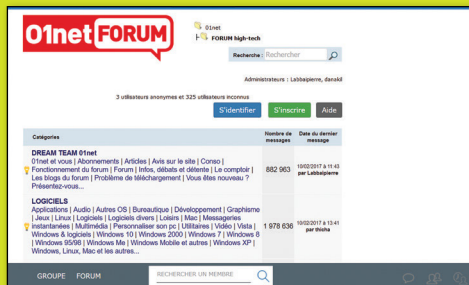 01net FORUM
01net
FORUM high-tech
Recherche : Rechercher
Administrateurs : Labbaipierre, danakil
3 utilisateurs anonymes et 325 utilisateurs inconnus
S'identifier S'inscrire Aide
Catégories Nombre de messages Date du dernier message
DREAM TEAM 01net
01net et vous | Abonnements | Articles | Avis sur le site | Conso |
Fonctionnement du forum | Forum | Infos, débats et détente | Le comptoir |
Les blogs du forum | Problème de téléchargement | Vous êtes nouveau ?
Présentez-vous...
882 963
10/02/2017 à 11:43
par Labbaipierre
LOGICIELS
Applications | Audio | Autres OS | Bureautique | Développement | Graphisme
| Jeux | Linux | Logiciels | Logiciels divers | Loisirs | Mac | Messageries
instantanées | Multimédia | Personnaliser son pc | Utilitaires | Vidéo | Vista |
Windows & logiciels | Windows 10 | Windows 2000 | Windows 7 | Windows 8
| Windows 95/98 | Windows Me | Windows Mobile et autres | Windows XP |
Windows, Linux, Mac et les autres...
1 978 636
10/02/2017 à 13:41
par thisha
GROUPE FORUM RECHERCHER UN MEMBRE